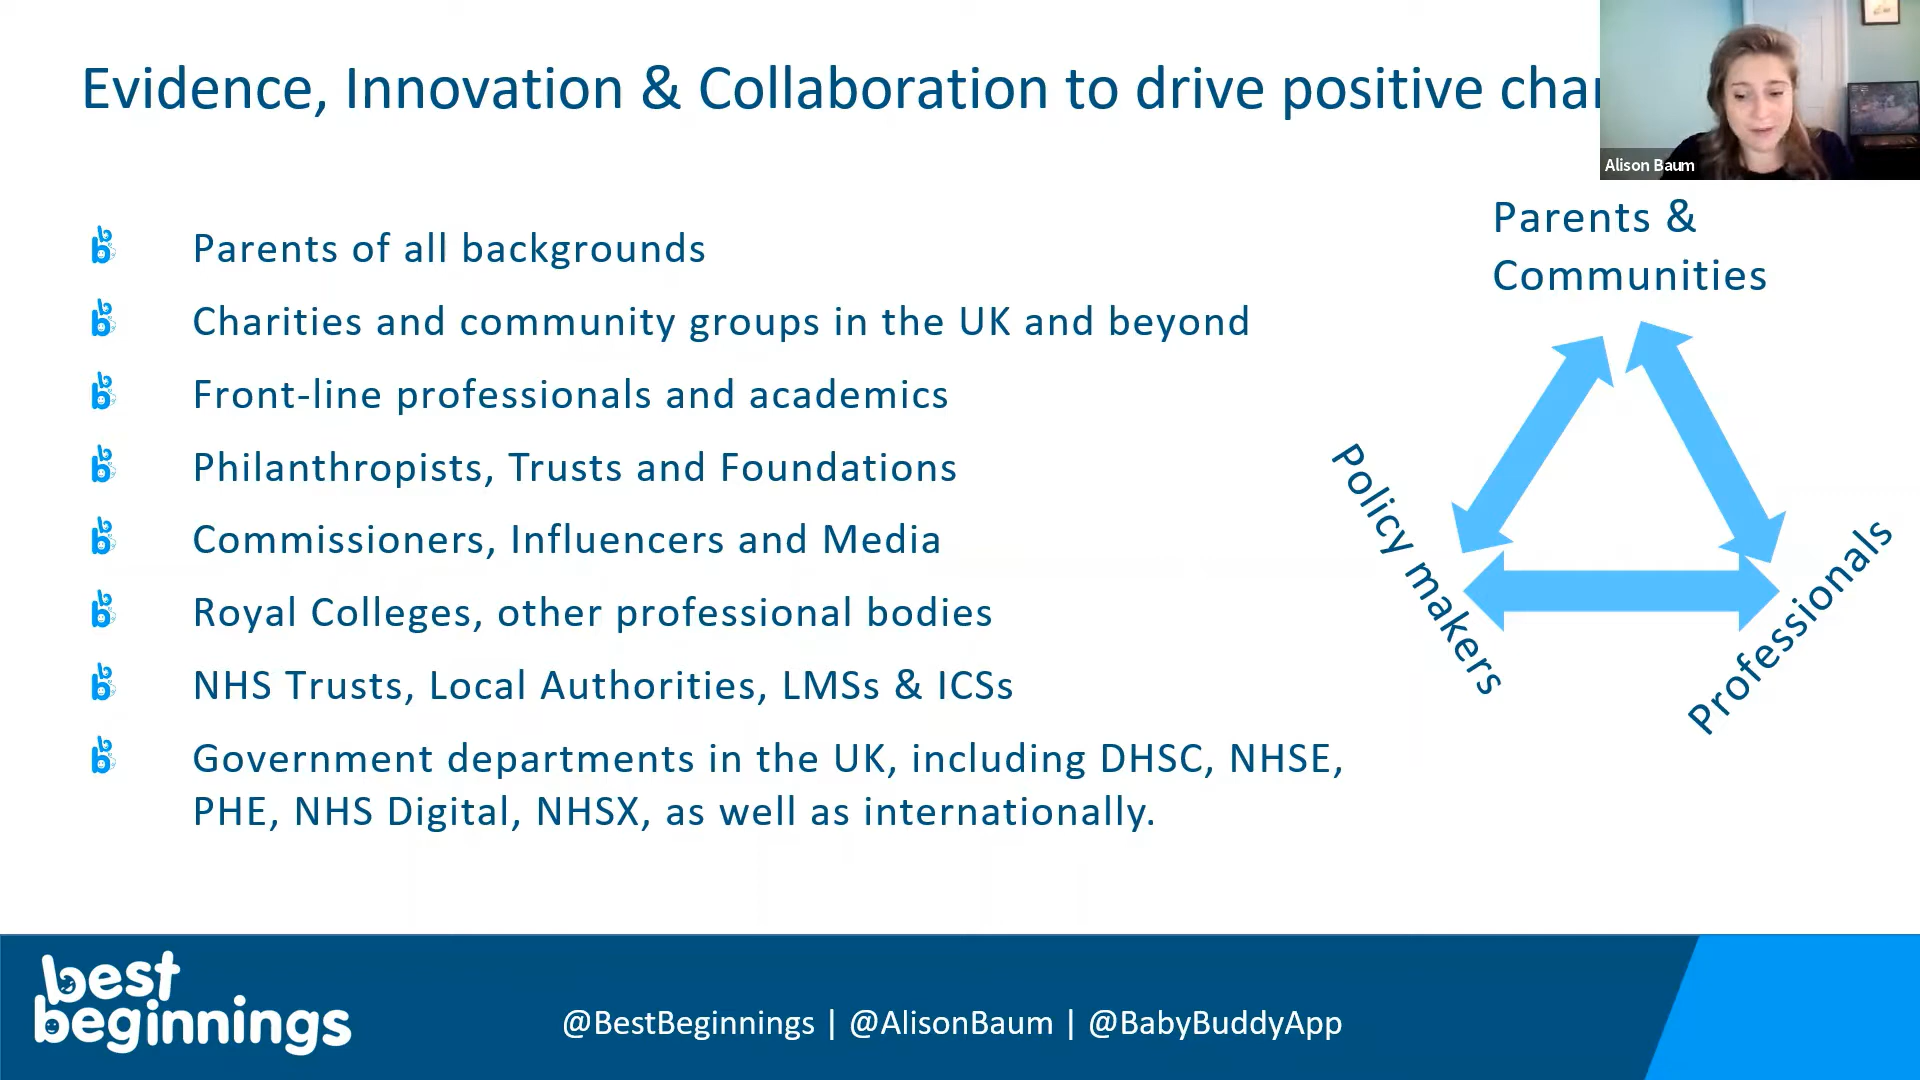 Evidence, Innovation & Collaboration to drive positive
Alison Baum
Parents of all backgrounds
Charities and community groups in the UK and beyond
Front-line professionals and academics
Philanthropists, Trusts and Foundations
Commissioners, Influencers and Media
Royal Colleges, other professional bodies
NHS Trusts, Local Authorities, LMSs & ICSs
Government departments in the UK, including DHSC, NHSE,
PHE, NHS Digital, NHSX, as well as internationally.
Parents &
Communities
Policy makers
Professionals
best
beginnings
@BestBeginnings | @AlisonBaum | @BabyBuddyApp